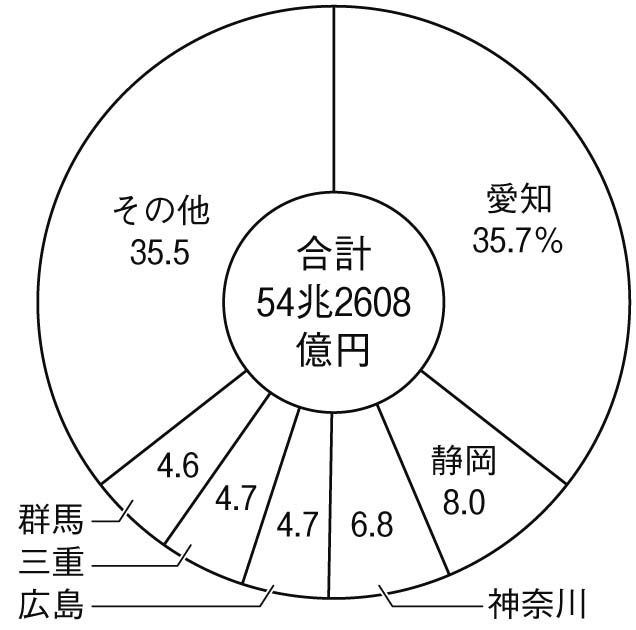 合計
54兆2608
億円
愛知
35.7%
静岡
8.0
6.8
神奈川
4.7
広島
4.7
三重
4.6
群馬
その他
35.5